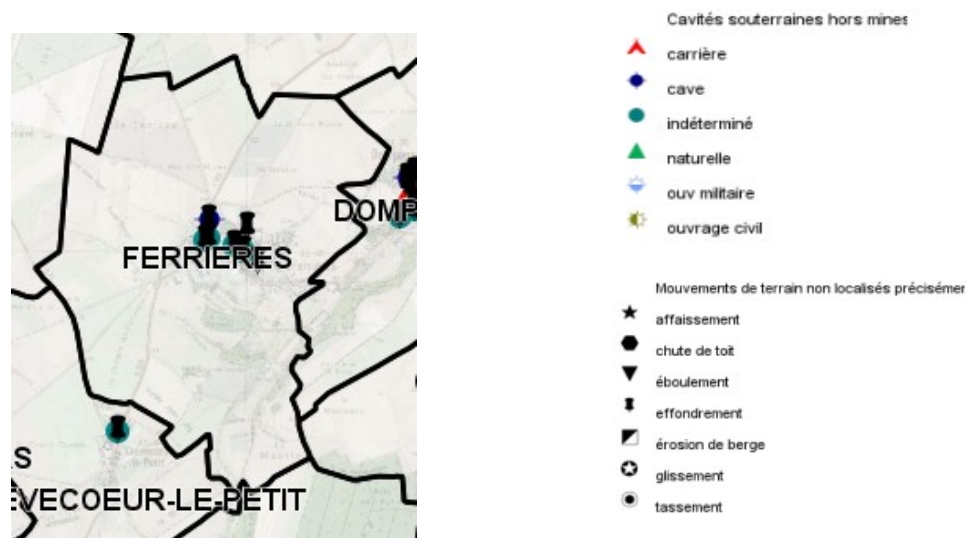 FERRIERES
DOMP
S
EVECOEUR-LE-PETIT
Cavités souterraines hors mines
carrière
cave
indéterminé
naturelle
ouv militaire
ouvrage civil
Mouvements de terrain non localisés précisémen
affaissement
chute de toit
éboulement
effondrement
érosion de berge
glissement
tassement